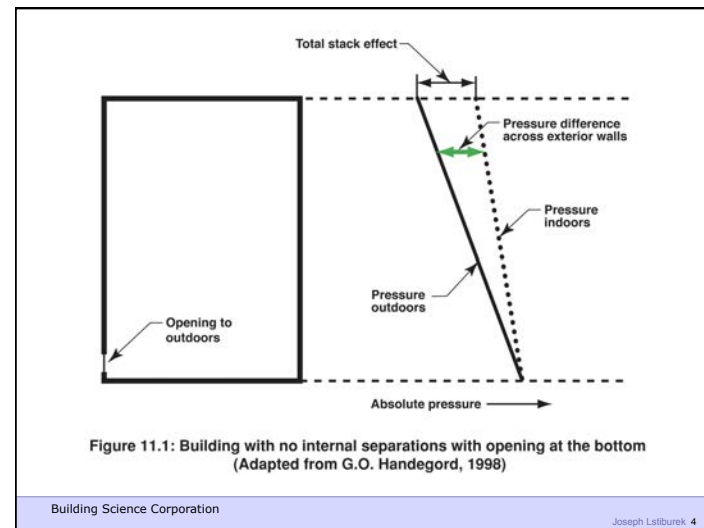 Total stack effect
Pressure difference
across exterior walls
Pressure
indoors
Pressure
outdoors
Opening to
outdoors
Absolute pressure
Figure 11.1: Building with no internal separations with opening at the bottom
(Adapted from G.O. Handegord, 1998)
Building Science Corporation
Joseph Lstiburek 4